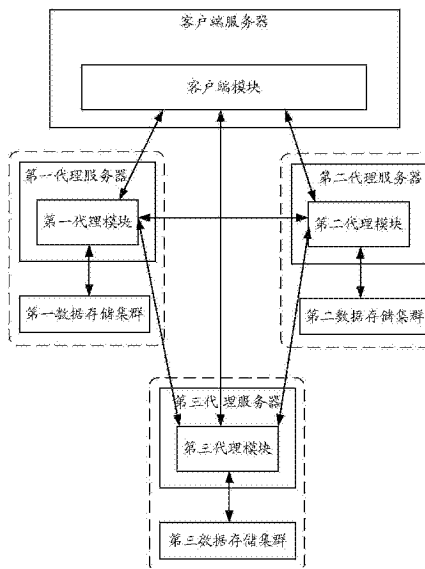 客户端服务器
客户端模块
第一代理服务器
第一代理模块
第一数据存储集群
第二代理服务器
第二代理模块
第二数据存储集群
第三代理服务器
第三代理模块
第三数据存储集群